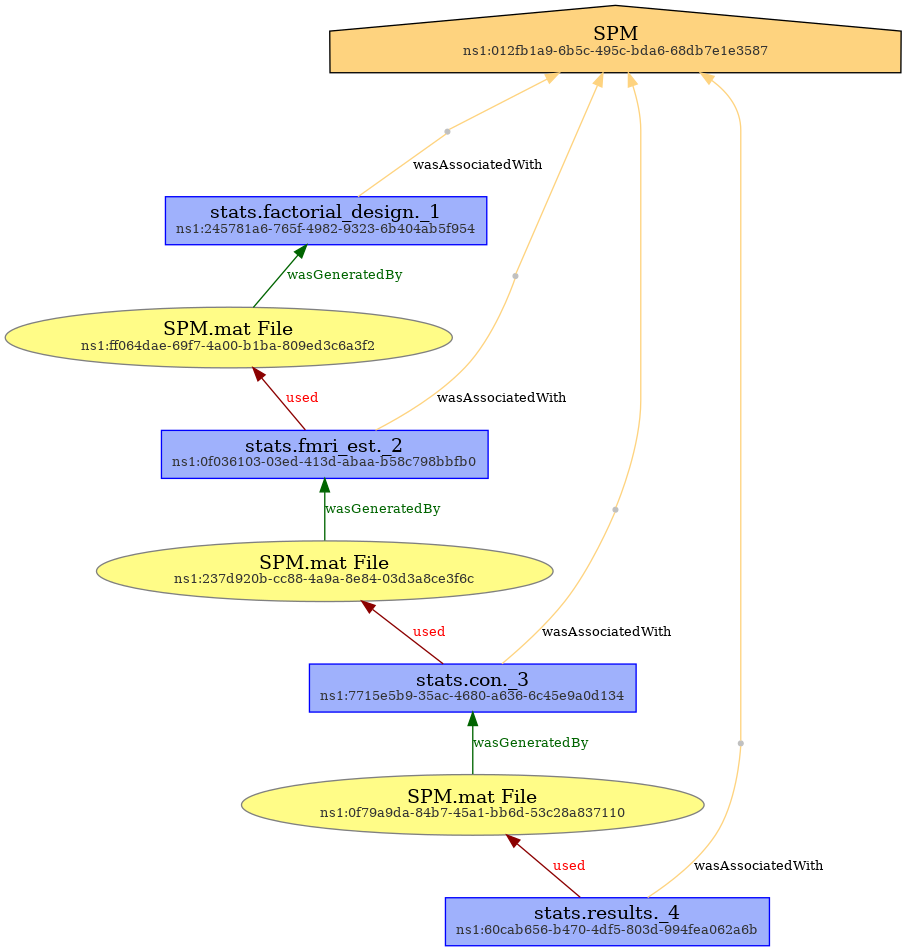 SPM
ns1:012fb1a9-6b5c-495c-bda6-68db7e1e3587
wasAssociatedWith
stats.factorial_design._1
ns1:245781a6-765f-4982-9323-6b404ab5f954
wasGeneratedBy
SPM.mat File
ns1:ff064dae-69f7-4a00-b1ba-809ed3c6a3f2
used
wasAssociatedWith
stats.fmri_est._2
ns1:0f036103-03ed-413d-abaa-b58c798bbfb0
wasGeneratedBy
SPM.mat File
ns1:237d920b-cc88-4a9a-8e84-03d3a8ce3f6c
used
wasAssociatedWith
stats.con._3
ns1:7715e5b9-35ac-4680-a636-6c45e9a0d134
wasGeneratedBy
SPM.mat File
ns1:0f79a9da-84b7-45a1-bb6d-53c28a837110
used
wasAssociatedWith
stats.results._4
ns1:60cab656-b470-4df5-803d-994fea062a6b